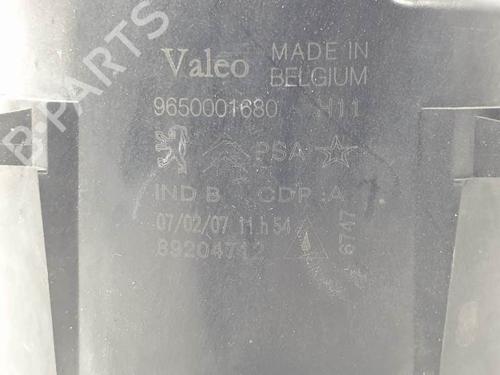 B-PARTS
Valeo MADE IN BELGIUM
9650001680 H11
PSA
IND B CDP :A
07/02/07 11.h 54
89204712
6747